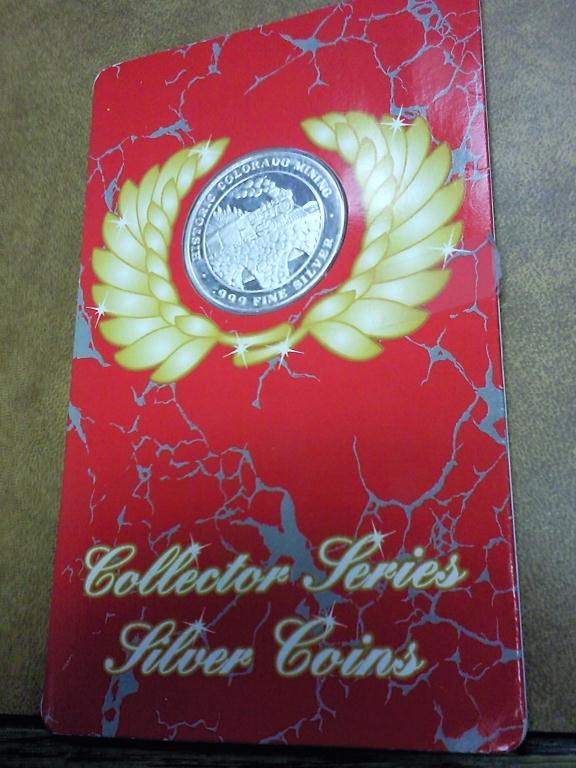 HISTORIC COLORADO MINING
.999 FINE SILVER
Collector Series
Silver Coins